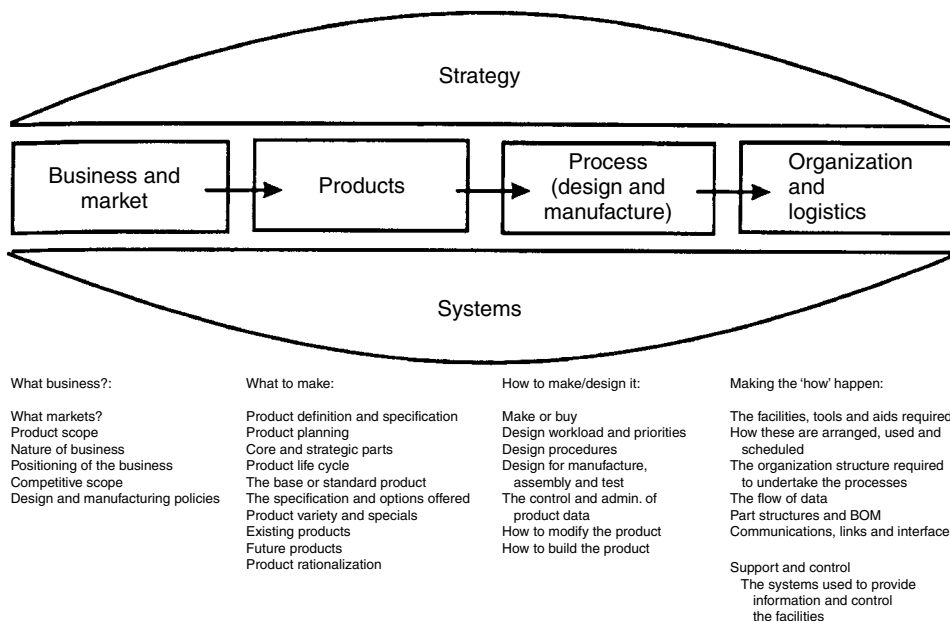 Strategy
Business and
market
Products
Process
(design and
manufacture)
Organization
and
logistics
Systems
What business?:
What markets?
Product scope
Nature of business
Positioning of the business
Competitive scope
Design and manufacturing policies
What to make:
Product definition and specification
Product planning
Core and strategic parts
Product life cycle
The base or standard product
The specification and options offered
Product variety and specials
Existing products
Future products
Product rationalization
How to make/design it:
Make or buy
Design workload and priorities
Design procedures
Design for manufacture,
assembly and test
The control and admin. of
product data
How to modify the product
How to build the product
Making the ‘how’ happen:
The facilities, tools and aids required
How these are arranged, used and
scheduled
The organization structure required
to undertake the processes
The flow of data
Part structures and BOM
Communications, links and interface
Support and control
The systems used to provide
information and control
the facilities